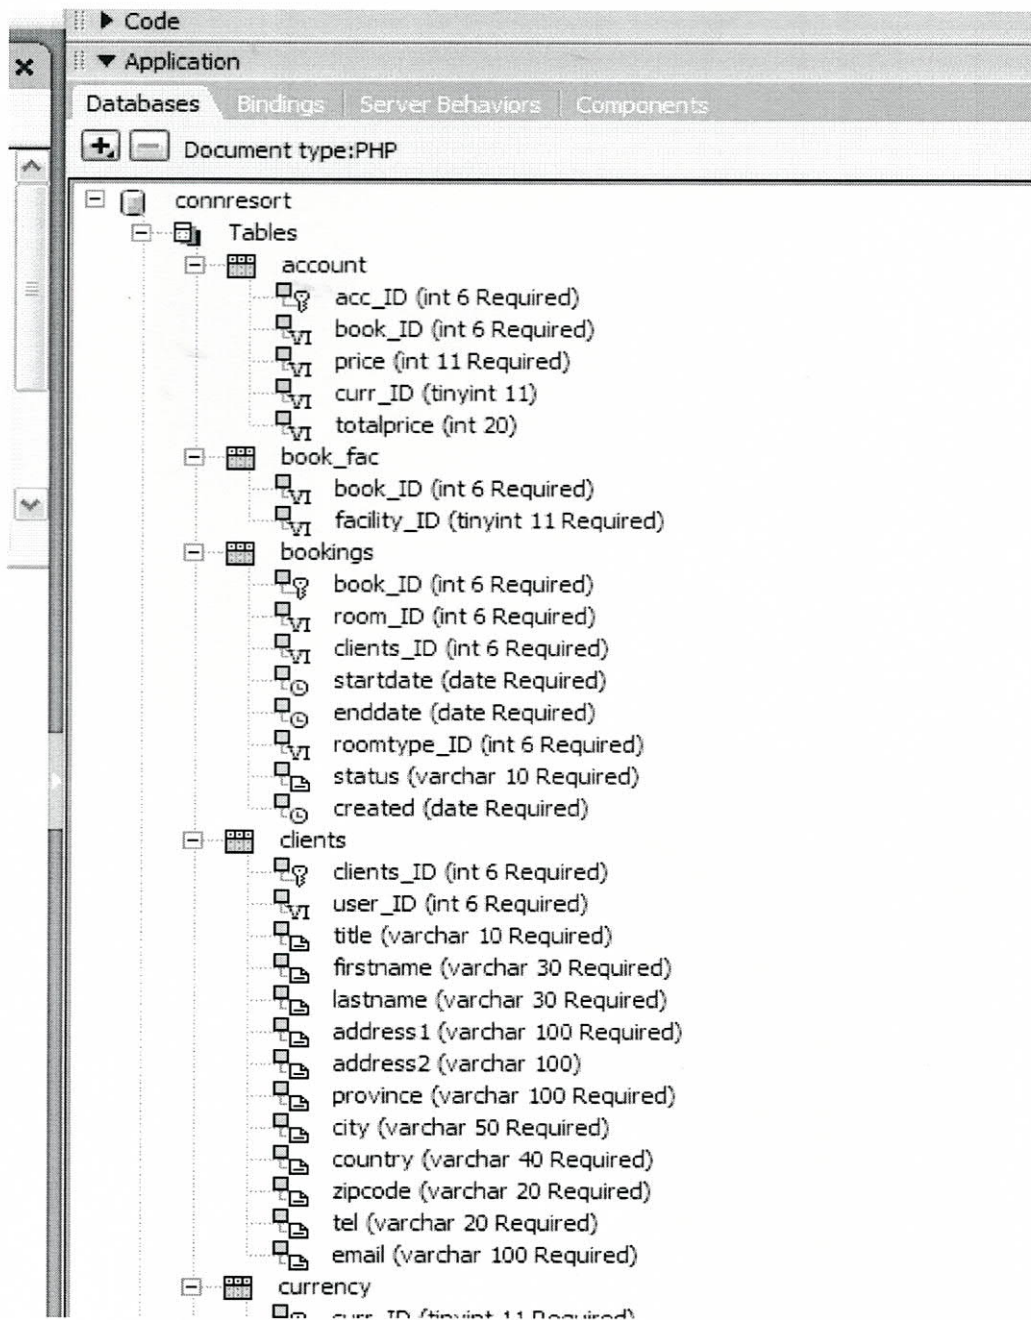 Code
Application
Databases Bindings Server Behaviors Components
Document type:PHP
connresort
Tables
account
acc_ID (int 6 Required)
book_ID (int 6 Required)
price (int 11 Required)
curr_ID (tinyint 11)
totalprice (int 20)
book_fac
book_ID (int 6 Required)
facility_ID (tinyint 11 Required)
bookings
book_ID (int 6 Required)
room_ID (int 6 Required)
clients_ID (int 6 Required)
startdate (date Required)
enddate (date Required)
roomtype_ID (int 6 Required)
status (varchar 10 Required)
created (date Required)
clients
clients_ID (int 6 Required)
user_ID (int 6 Required)
title (varchar 10 Required)
firstname (varchar 30 Required)
lastname (varchar 30 Required)
address1 (varchar 100 Required)
address2 (varchar 100)
province (varchar 100 Required)
city (varchar 50 Required)
country (varchar 40 Required)
zipcode (varchar 20 Required)
tel (varchar 20 Required)
email (varchar 100 Required)
currency
curr_ID (tinyint 11 Required)